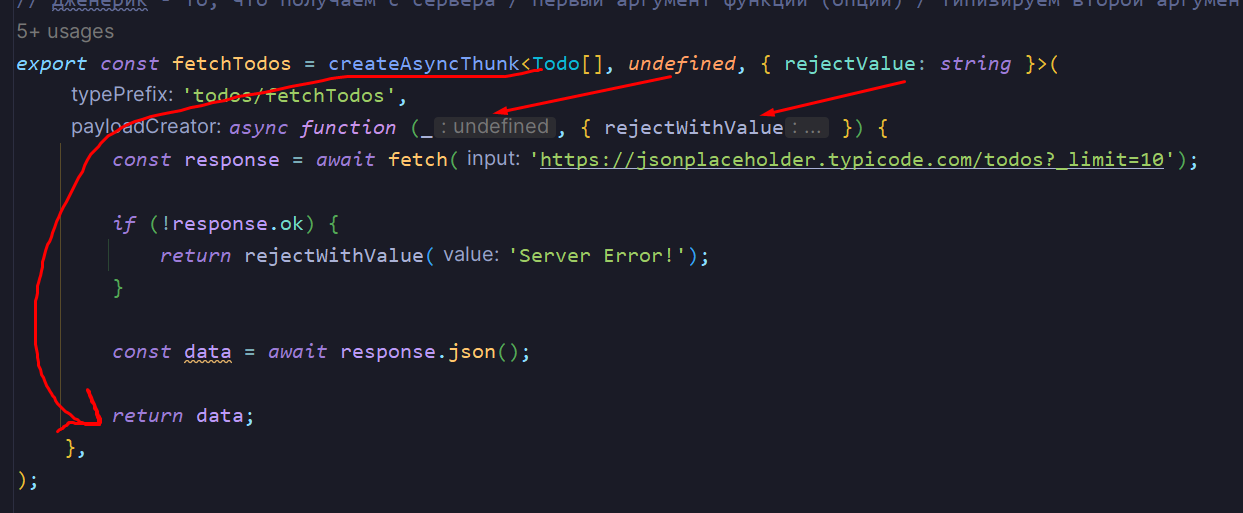 // Дженерик - То, что получаем с сервера / первый аргумент функции (опции) / Типизируем второй аргумен
5+ usages
export const fetchTodos = createAsyncThunk<Todo[], undefined, { rejectValue: string }>(
typePrefix: 'todos/fetchTodos',
payloadCreator: async function (_ : undefined , { rejectWithValue : ... }) {
const response = await fetch( input: 'https://jsonplaceholder.typicode.com/todos?_limit=10');
if (!response.ok) {
return rejectWithValue( value: 'Server Error!');
}
const data = await response.json();
return data;
},
);